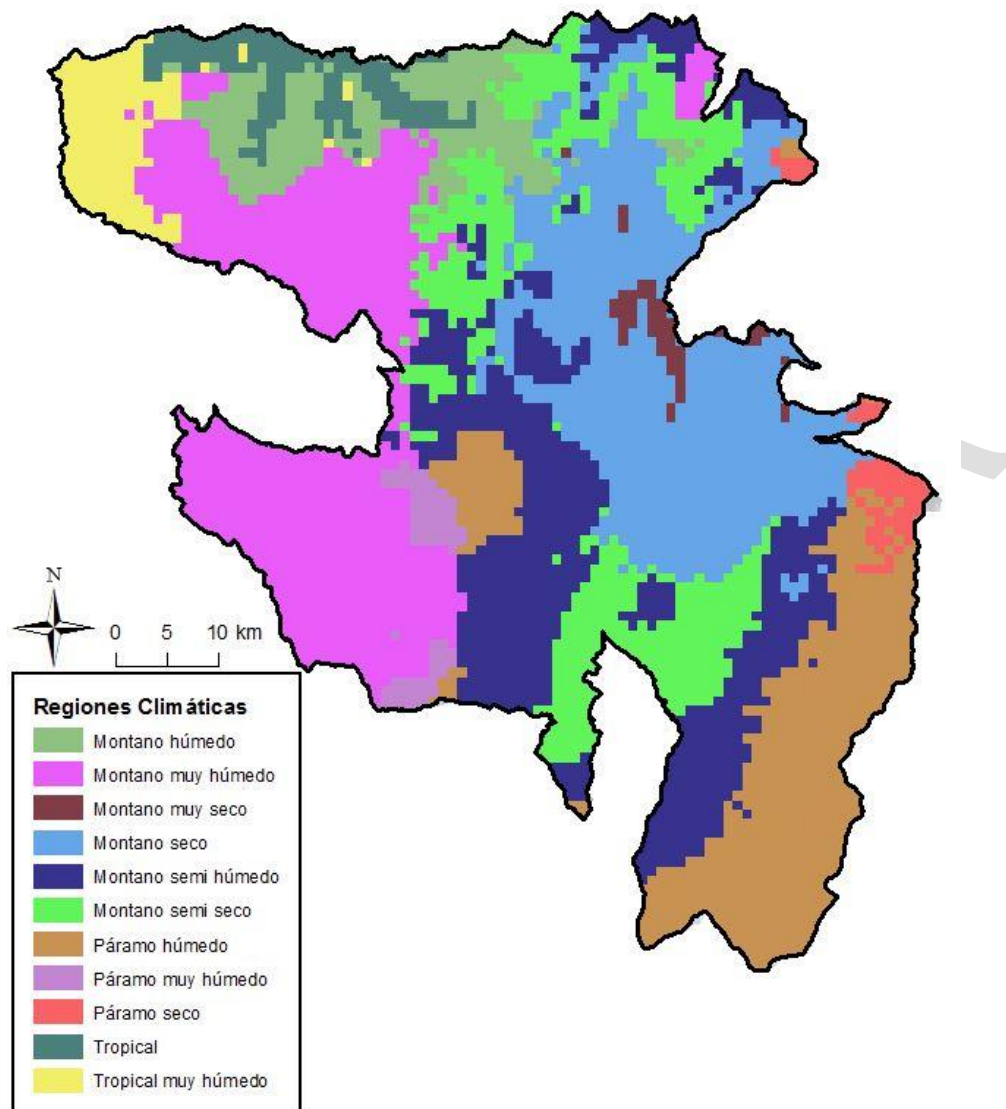 N
0 5 10 km
Regiones Climáticas
Montano húmedo
Montano muy húmedo
Montano muy seco
Montano seco
Montano semi húmedo
Montano semi seco
Páramo húmedo
Páramo muy húmedo
Páramo seco
Tropical
Tropical muy húmedo